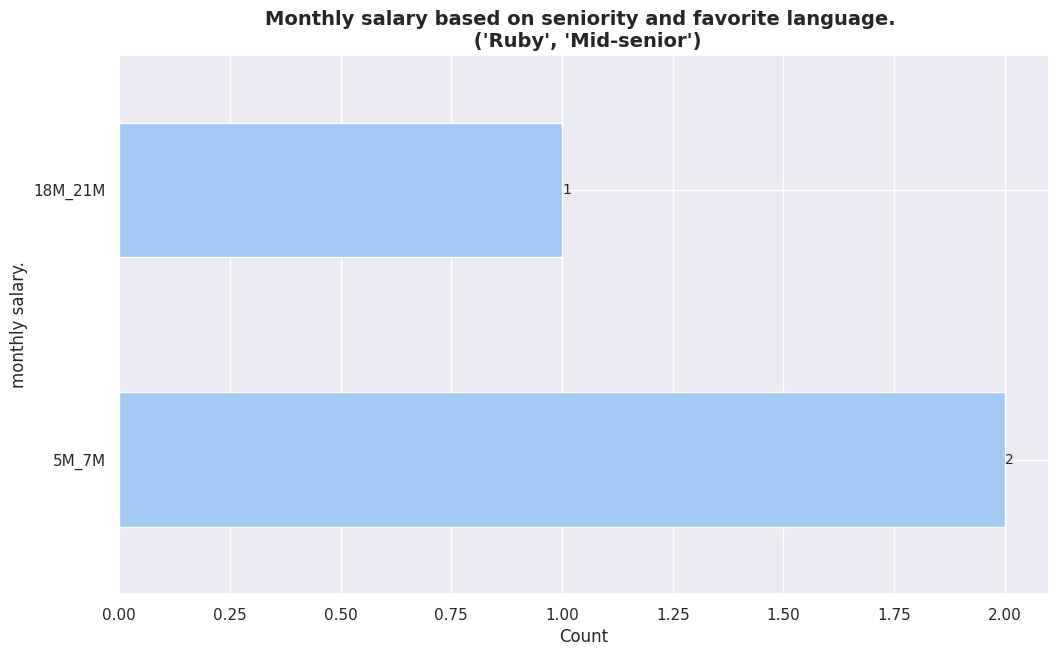 Monthly salary based on seniority and favorite language.
('Ruby', 'Mid-senior')
monthly salary.
18M_21M
1
5M_7M
2
0.00 0.25 0.50 0.75 1.00 1.25 1.50 1.75 2.00
Count